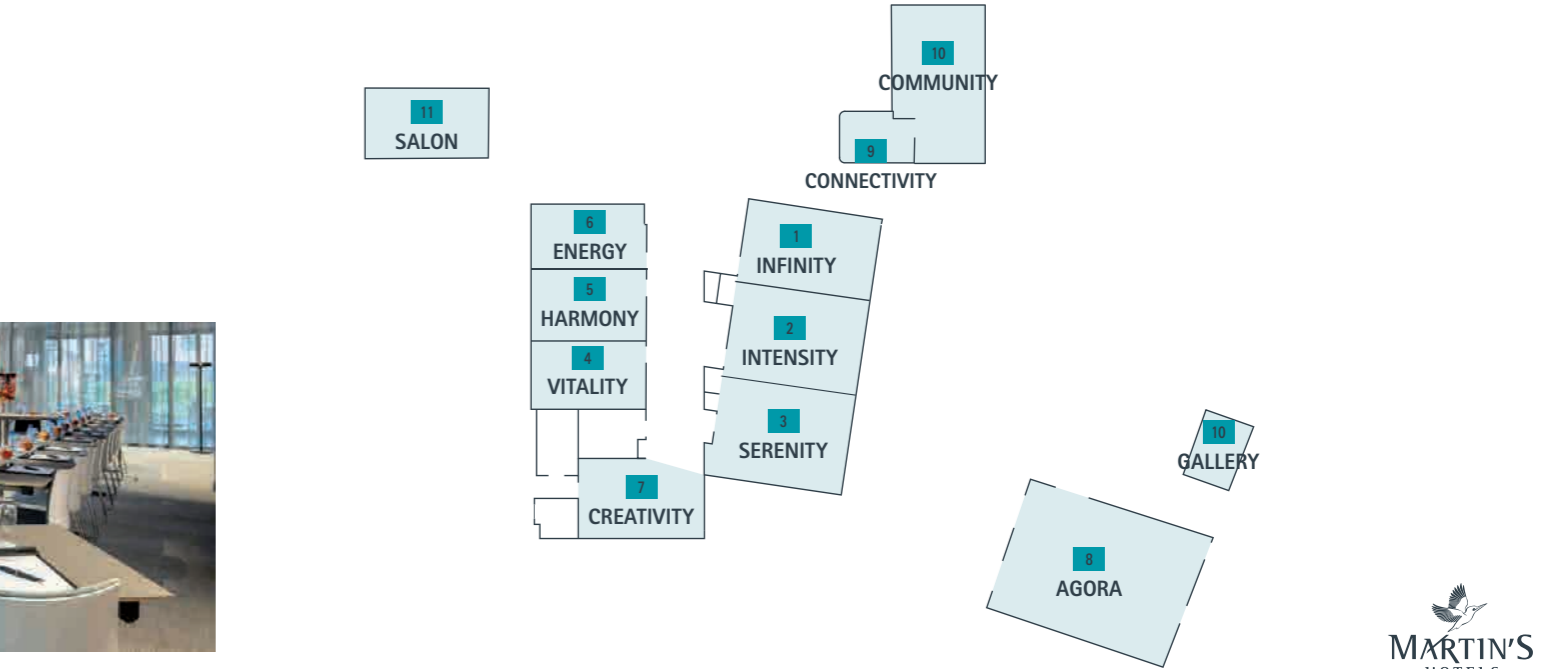 10
COMMUNITY
11
SALON
9
CONNECTIVITY
6
ENERGY
1
INFINITY
5
HARMONY
2
INTENSITY
4
VITALITY
3
SERENITY
10
GALLERY
7
CREATIVITY
8
AGORA
MARTIN'S
HOTELS